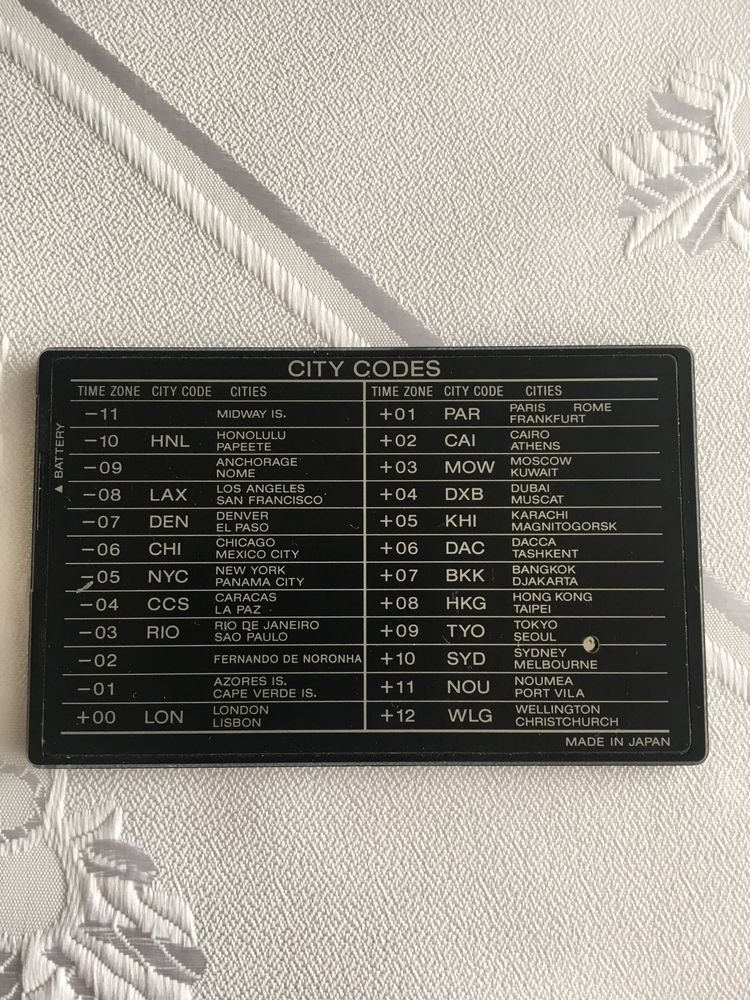 CITY CODES
TIME ZONE CITY CODE CITIES
−11 MIDWAY IS.
−10 HNL HONOLULU
PAPEETE
−09 ANCHORAGE
NOME
−08 LAX LOS ANGELES
SAN FRANCISCO
−07 DEN DENVER
EL PASO
−06 CHI CHICAGO
MEXICO CITY
−05 NYC NEW YORK
PANAMA CITY
−04 CCS CARACAS
LA PAZ
−03 RIO RIO DE JANEIRO
SAO PAULO
−02 FERNANDO DE NORONHA
−01 AZORES IS.
CAPE VERDE IS.
+00 LON LONDON
LISBON
TIME ZONE CITY CODE CITIES
+01 PAR PARIS ROME
FRANKFURT
+02 CAI CAIRO
ATHENS
+03 MOW MOSCOW
KUWAIT
+04 DXB DUBAI
MUSCAT
+05 KHI KARACHI
MAGNITOGORSK
+06 DAC DACCA
TASHKENT
+07 BKK BANGKOK
DJAKARTA
+08 HKG HONG KONG
TAIPEI
+09 TYO TOKYO
SEOUL
+10 SYD SYDNEY
MELBOURNE
+11 NOU NOUMEA
PORT VILA
+12 WLG WELLINGTON
CHRISTCHURCH
MADE IN JAPAN
▲ BATTERY